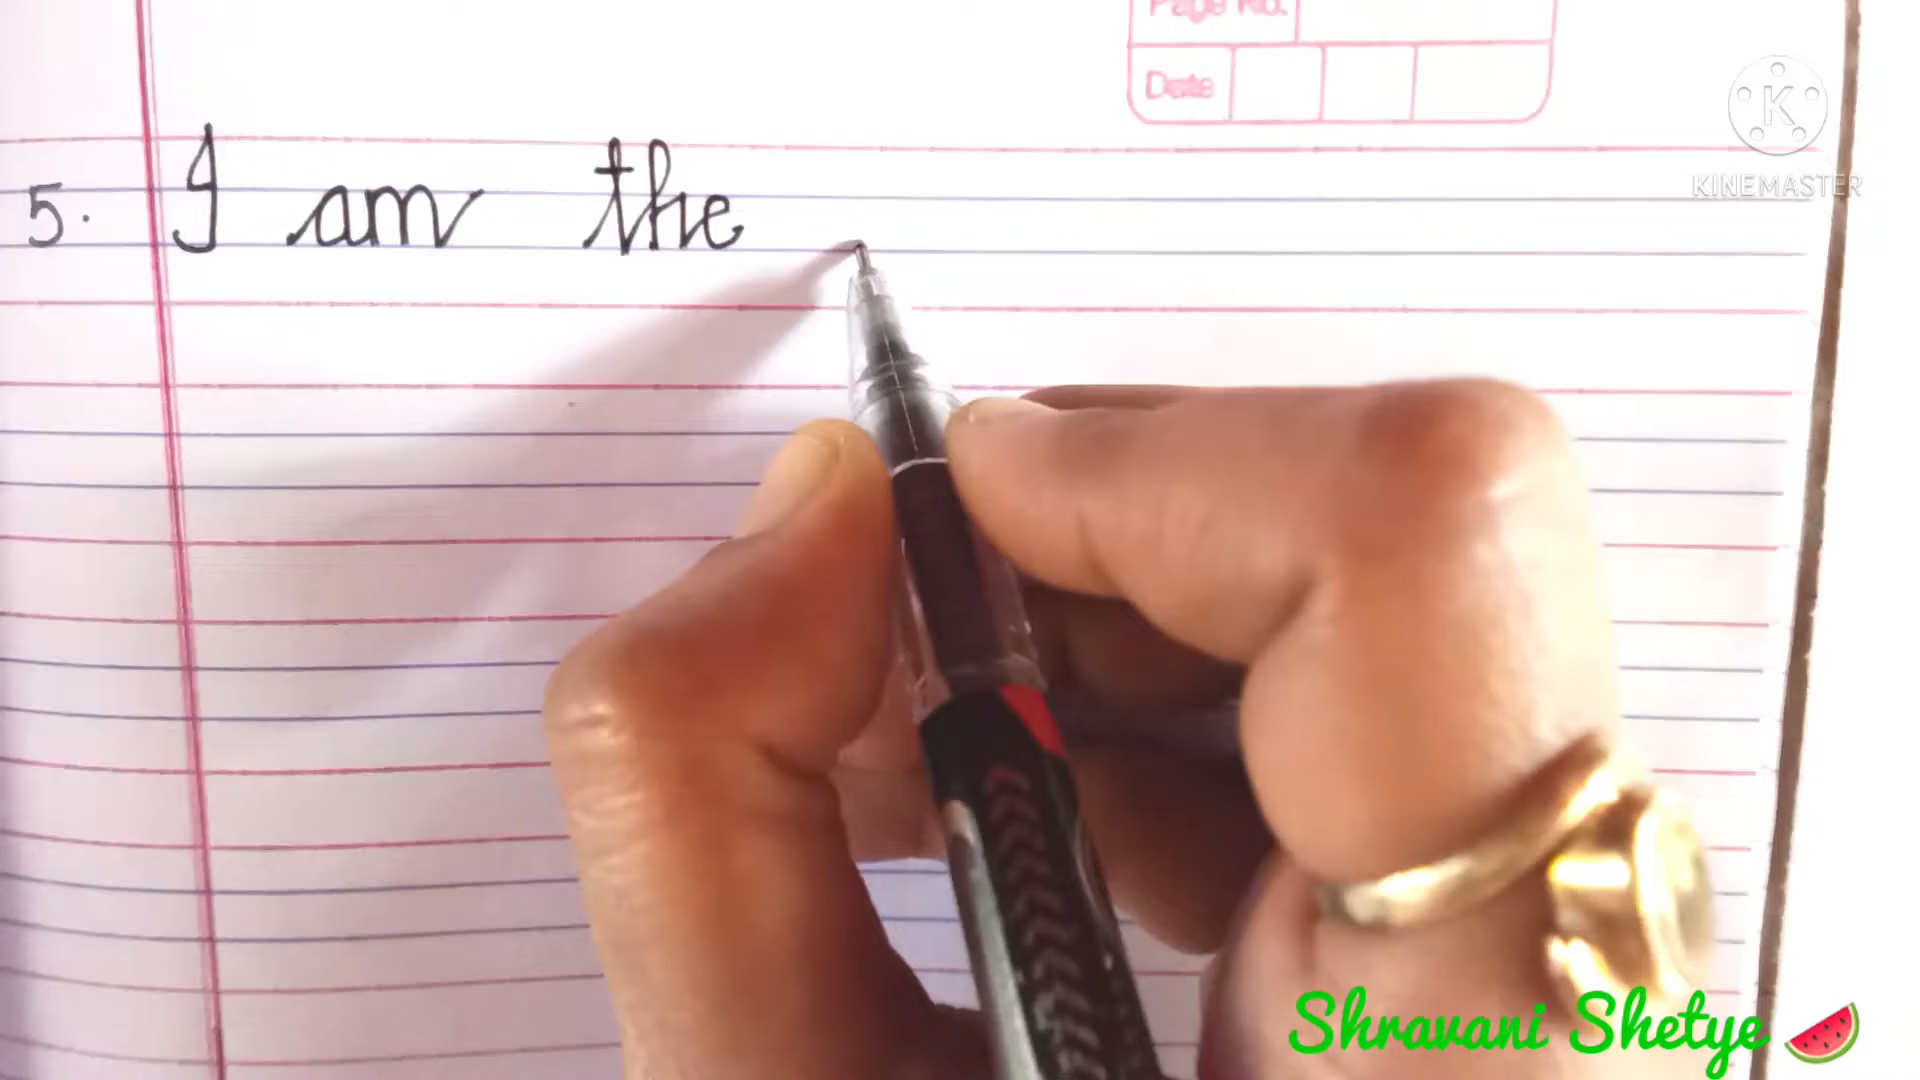 Page No.
Date
K
KINEMASTER
5. I am the
Shravani Shetye